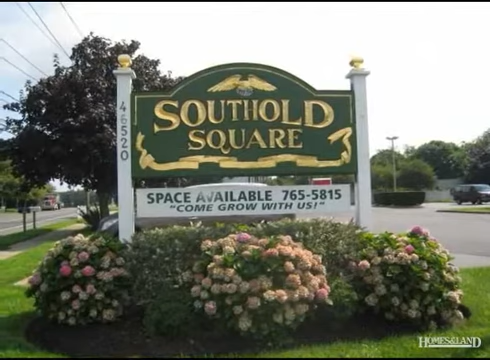 SOUTHOLD
SQUARE
46520
SPACE AVAILABLE 765-5815
"COME GROW WITH US!"
HOMES&LAND